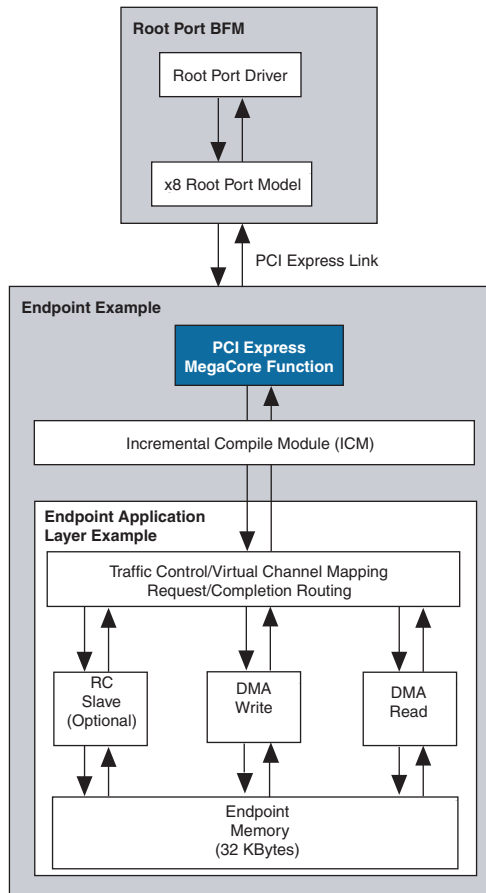 Root Port BFM
Root Port Driver
x8 Root Port Model
PCI Express Link
Endpoint Example
PCI Express
MegaCore Function
Incremental Compile Module (ICM)
Endpoint Application
Layer Example
Traffic Control/Virtual Channel Mapping
Request/Completion Routing
RC
Slave
(Optional)
DMA
Write
DMA
Read
Endpoint
Memory
(32 KBytes)